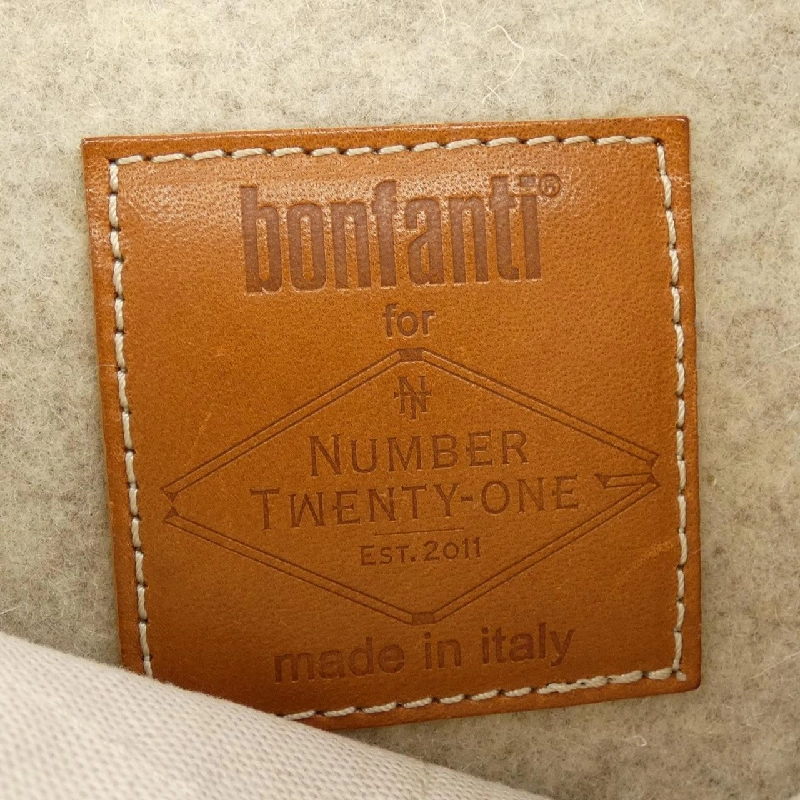 bonfanti®
for
N
NUMBER
TWENTY-ONE
EST. 2011
made in italy